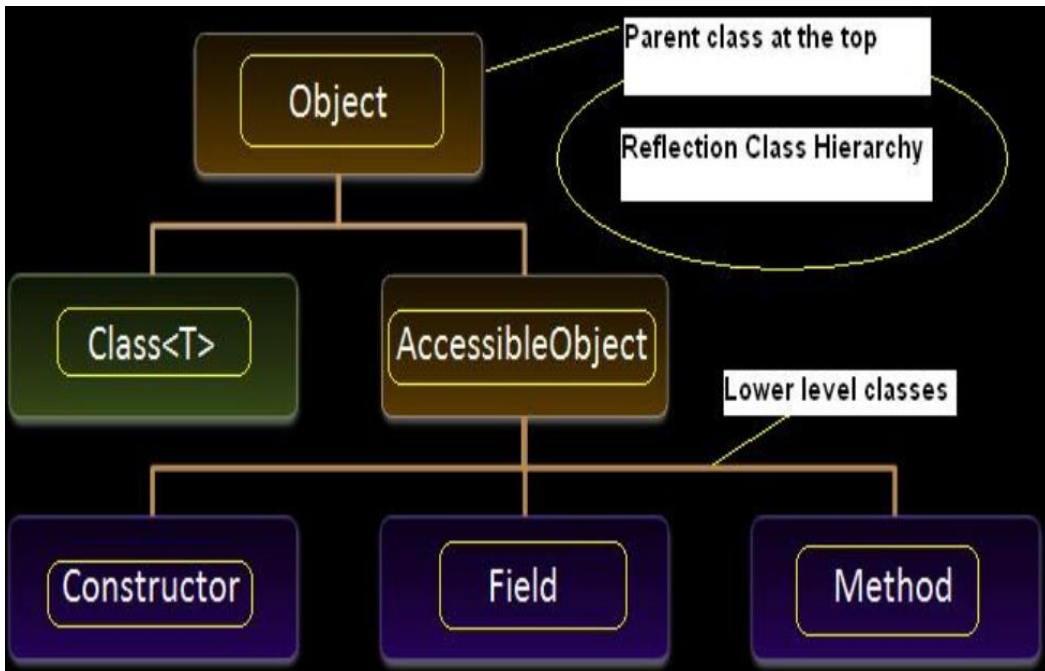 Parent class at the top
Object
Reflection Class Hierarchy
Class<T>
AccessibleObject
Lower level classes
Constructor
Field
Method